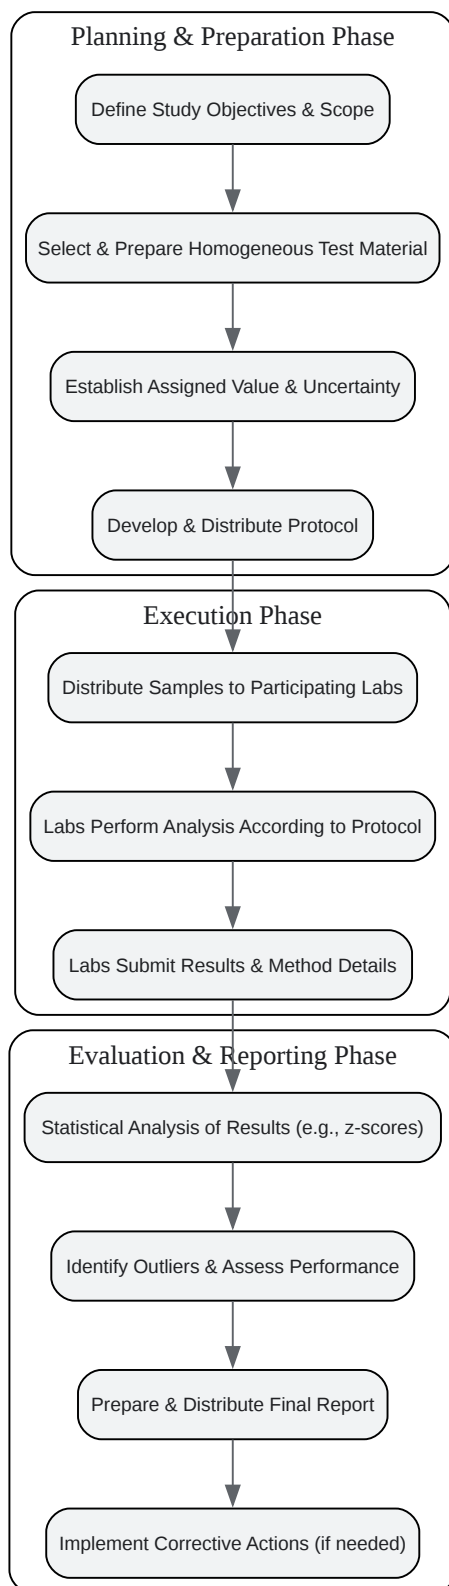 Planning & Preparation Phase
Define Study Objectives & Scope
Select & Prepare Homogeneous Test Material
Establish Assigned Value & Uncertainty
Develop & Distribute Protocol
Execution Phase
Distribute Samples to Participating Labs
Labs Perform Analysis According to Protocol
Labs Submit Results & Method Details
Evaluation & Reporting Phase
Statistical Analysis of Results (e.g., z-scores)
Identify Outliers & Assess Performance
Prepare & Distribute Final Report
Implement Corrective Actions (if needed)